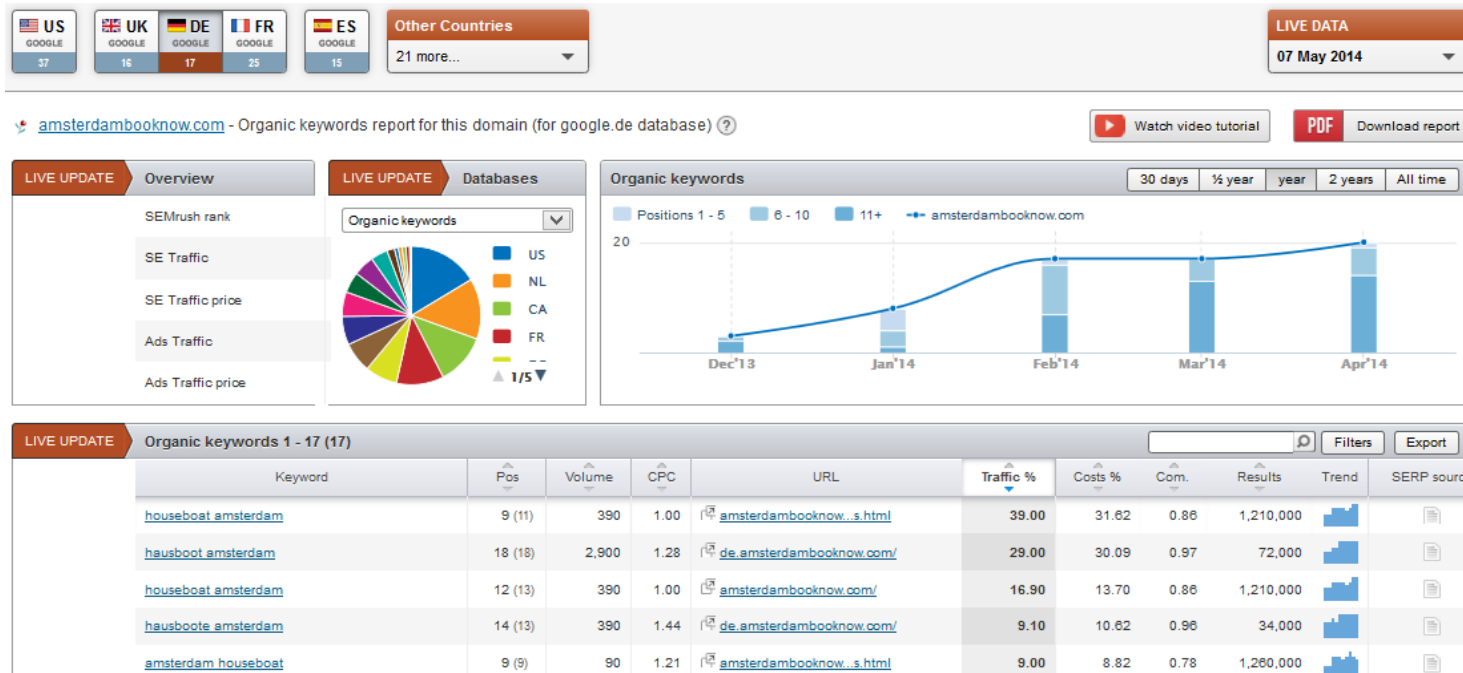 US UK DE FR ES Other Countries LIVE DATA
GOOGLE GOOGLE GOOGLE GOOGLE GOOGLE 21 more... 07 May 2014
37 16 17 25 15
amsterdambooknow.com - Organic keywords report for this domain (for google.de database) ? Watch video tutorial PDF Download report
LIVE UPDATE Overview
SEMrush rank
SE Traffic
SE Traffic price
Ads Traffic
Ads Traffic price
LIVE UPDATE Databases
Organic keywords
US
NL
CA
FR
1/5
Organic keywords 30 days ½ year year 2 years All time
Positions 1 - 5 6 - 10 11+ amsterdambooknow.com
20
Dec'13 Jan'14 Feb'14 Mar'14 Apr'14
LIVE UPDATE Organic keywords 1 - 17 (17) Filters Export
Keyword Pos Volume CPC URL Traffic % Costs % Com. Results Trend SERP sourc
houseboat amsterdam 9 (11) 390 1.00 amsterdambooknow...s.html 39.00 31.62 0.86 1,210,000
hausboot amsterdam 18 (18) 2,900 1.28 de.amsterdambooknow.com/ 29.00 30.09 0.97 72,000
houseboat amsterdam 12 (13) 390 1.00 amsterdambooknow.com/ 16.90 13.70 0.86 1,210,000
hausboote amsterdam 14 (13) 390 1.44 de.amsterdambooknow.com/ 9.10 10.62 0.96 34,000
amsterdam houseboat 9 (9) 90 1.21 amsterdambooknow...s.html 9.00 8.82 0.78 1,260,000